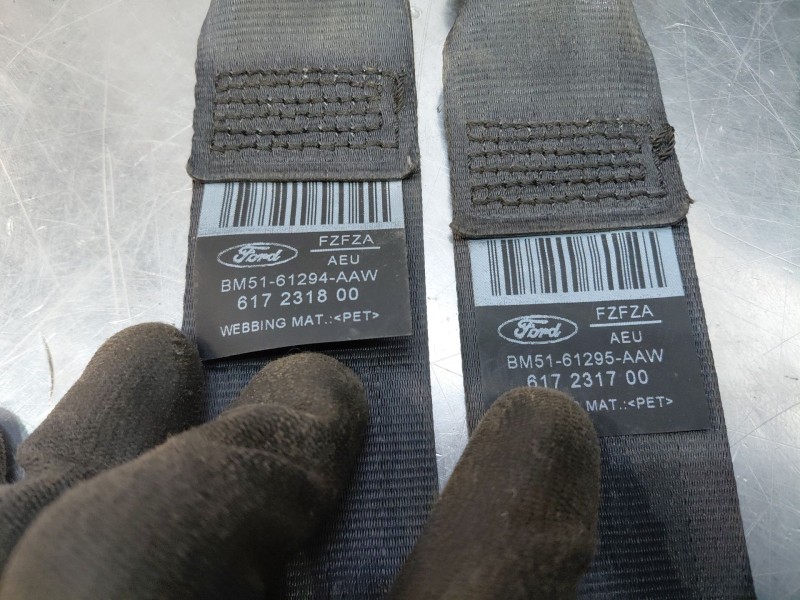 Ford
FZFZA
AEU
BM51-61294-AAW
617 2318 00
WEBBING MAT.:<PET>
Ford
FZFZA
AEU
BM51-61295-AAW
617 2317 00
MAT.:<PET>